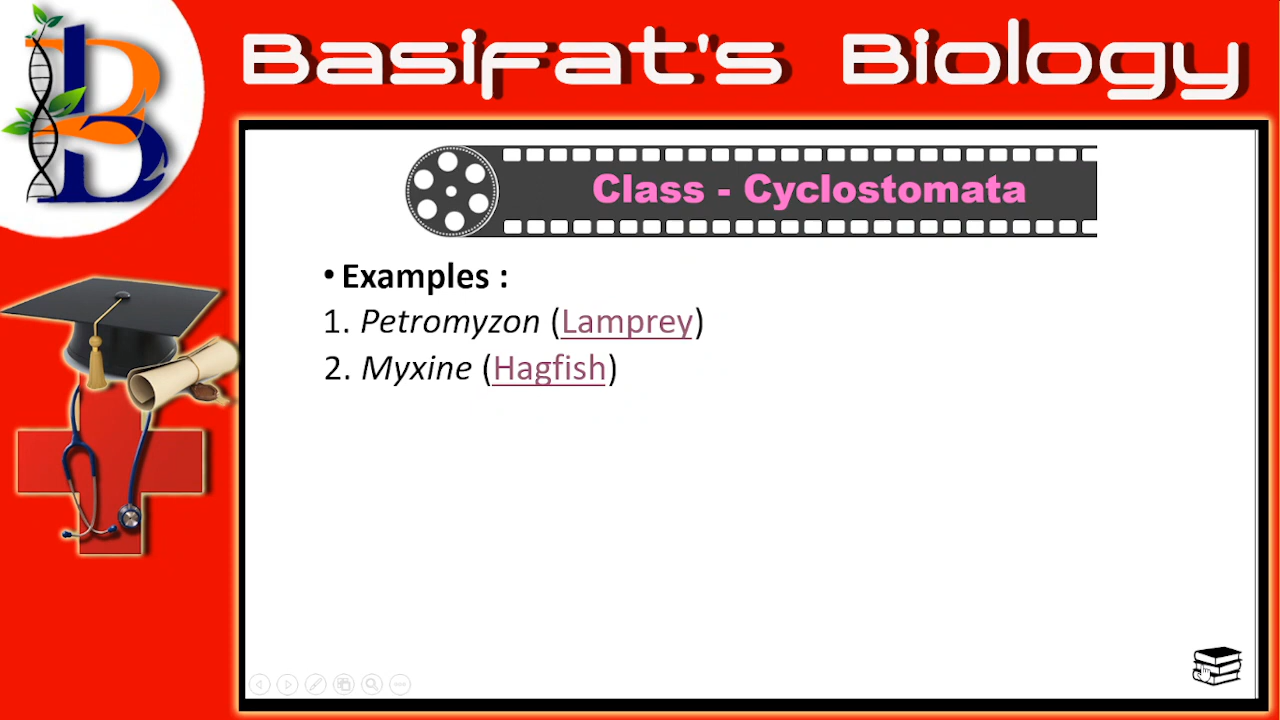 Basifat's Biology
B
Class - Cyclostomata
• Examples :
1. Petromyzon (Lamprey)
2. Myxine (Hagfish)